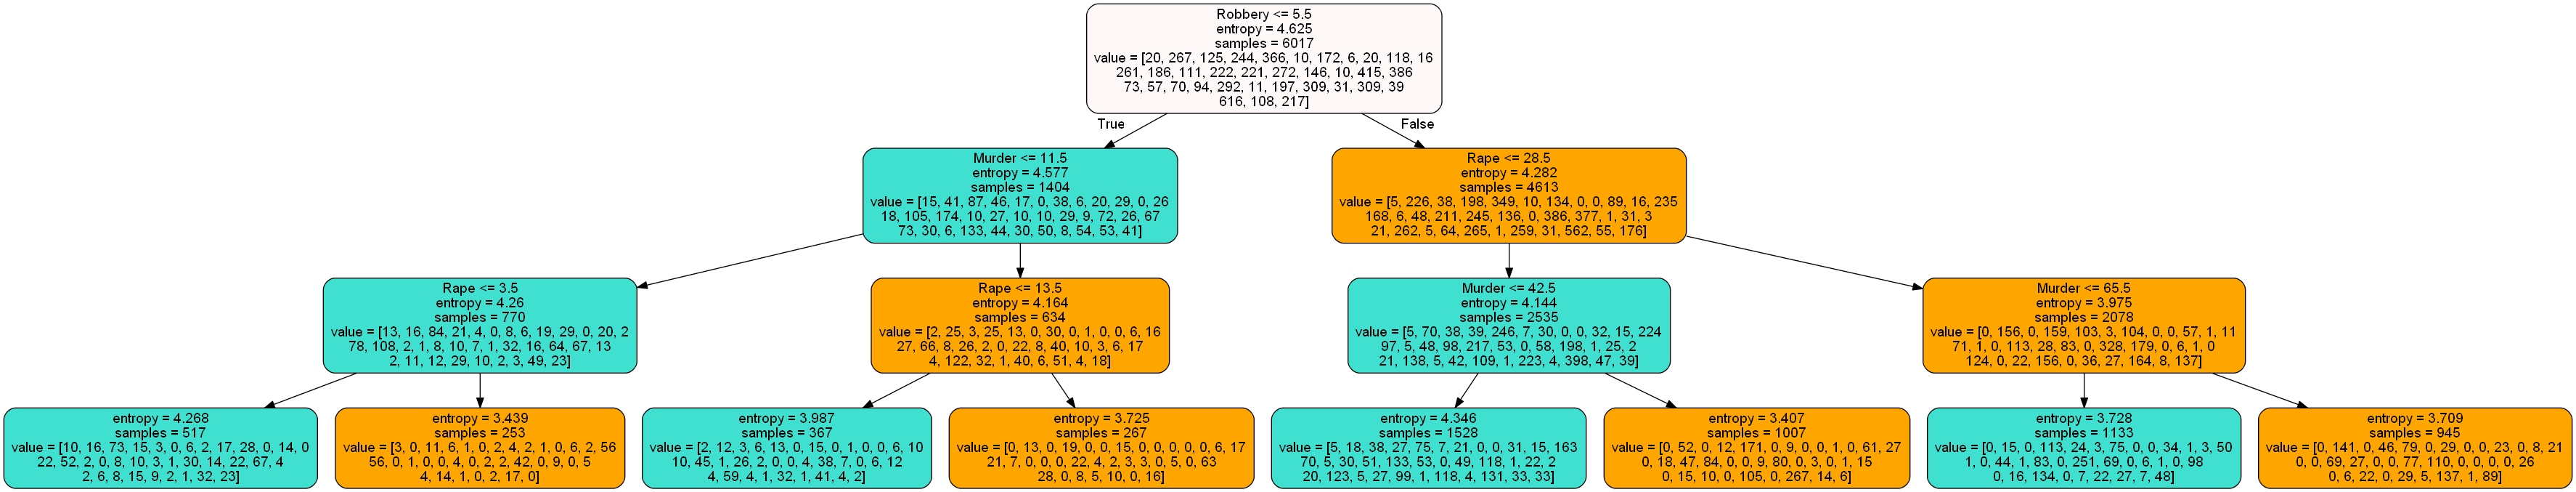 Robbery <= 5.5
entropy = 4.625
samples = 6017
value = [20, 267, 125, 244, 366, 10, 172, 6, 20, 118, 16
261, 186, 111, 222, 221, 272, 146, 10, 415, 386
73, 57, 70, 94, 292, 11, 197, 309, 31, 309, 39
616, 108, 217]
True
False
Murder <= 11.5
entropy = 4.577
samples = 1404
value = [15, 41, 87, 46, 17, 0, 38, 6, 20, 29, 0, 26
18, 105, 174, 10, 27, 10, 10, 29, 9, 72, 26, 67
73, 30, 6, 133, 44, 30, 50, 8, 54, 53, 41]
Rape <= 28.5
entropy = 4.282
samples = 4613
value = [5, 226, 38, 198, 349, 10, 134, 0, 0, 89, 16, 235
168, 6, 48, 211, 245, 136, 0, 386, 377, 1, 31, 3
21, 262, 5, 64, 265, 1, 259, 31, 562, 55, 176]
Rape <= 3.5
entropy = 4.26
samples = 770
value = [13, 16, 84, 21, 4, 0, 8, 6, 19, 29, 0, 20, 2
78, 108, 2, 1, 8, 10, 7, 1, 32, 16, 64, 67, 13
2, 11, 12, 29, 10, 2, 3, 49, 23]
Rape <= 13.5
entropy = 4.164
samples = 634
value = [2, 25, 3, 25, 13, 0, 30, 0, 1, 0, 0, 6, 16
27, 66, 8, 26, 2, 0, 22, 8, 40, 10, 3, 6, 17
4, 122, 32, 1, 40, 6, 51, 4, 18]
Murder <= 42.5
entropy = 4.144
samples = 2535
value = [5, 70, 38, 39, 246, 7, 30, 0, 0, 32, 15, 224
97, 5, 48, 98, 217, 53, 0, 58, 198, 1, 25, 2
21, 138, 5, 42, 109, 1, 223, 4, 398, 47, 39]
Murder <= 65.5
entropy = 3.975
samples = 2078
value = [0, 156, 0, 159, 103, 3, 104, 0, 0, 57, 1, 11
71, 1, 0, 113, 28, 83, 0, 328, 179, 0, 6, 1, 0
124, 0, 22, 156, 0, 36, 27, 164, 8, 137]
entropy = 4.268
samples = 517
value = [10, 16, 73, 15, 3, 0, 6, 2, 17, 28, 0, 14, 0
22, 52, 2, 0, 8, 10, 3, 1, 30, 14, 22, 67, 4
2, 6, 8, 15, 9, 2, 1, 32, 23]
entropy = 3.439
samples = 253
value = [3, 0, 11, 6, 1, 0, 2, 4, 2, 1, 0, 6, 2, 56
56, 0, 1, 0, 0, 4, 0, 2, 2, 42, 0, 9, 0, 5
4, 14, 1, 0, 2, 17, 0]
entropy = 3.987
samples = 367
value = [2, 12, 3, 6, 13, 0, 15, 0, 1, 0, 0, 6, 10
10, 45, 1, 26, 2, 0, 0, 4, 38, 7, 0, 6, 12
4, 59, 4, 1, 32, 1, 41, 4, 2]
entropy = 3.725
samples = 267
value = [0, 13, 0, 19, 0, 0, 15, 0, 0, 0, 0, 0, 6, 17
21, 7, 0, 0, 0, 22, 4, 2, 3, 3, 0, 5, 0, 63
28, 0, 8, 5, 10, 0, 16]
entropy = 4.346
samples = 1528
value = [5, 18, 38, 27, 75, 7, 21, 0, 0, 31, 15, 163
70, 5, 30, 51, 133, 53, 0, 49, 118, 1, 22, 2
20, 123, 5, 27, 99, 1, 118, 4, 131, 33, 33]
entropy = 3.407
samples = 1007
value = [0, 52, 0, 12, 171, 0, 9, 0, 0, 1, 0, 61, 27
0, 18, 47, 84, 0, 0, 9, 80, 0, 3, 0, 1, 15
0, 15, 10, 0, 105, 0, 267, 14, 6]
entropy = 3.728
samples = 1133
value = [0, 15, 0, 113, 24, 3, 75, 0, 0, 34, 1, 3, 50
1, 0, 44, 1, 83, 0, 251, 69, 0, 6, 1, 0, 98
0, 16, 134, 0, 7, 22, 27, 7, 48]
entropy = 3.709
samples = 945
value = [0, 141, 0, 46, 79, 0, 29, 0, 0, 23, 0, 8, 21
0, 0, 69, 27, 0, 0, 77, 110, 0, 0, 0, 0, 26
0, 6, 22, 0, 29, 5, 137, 1, 89]